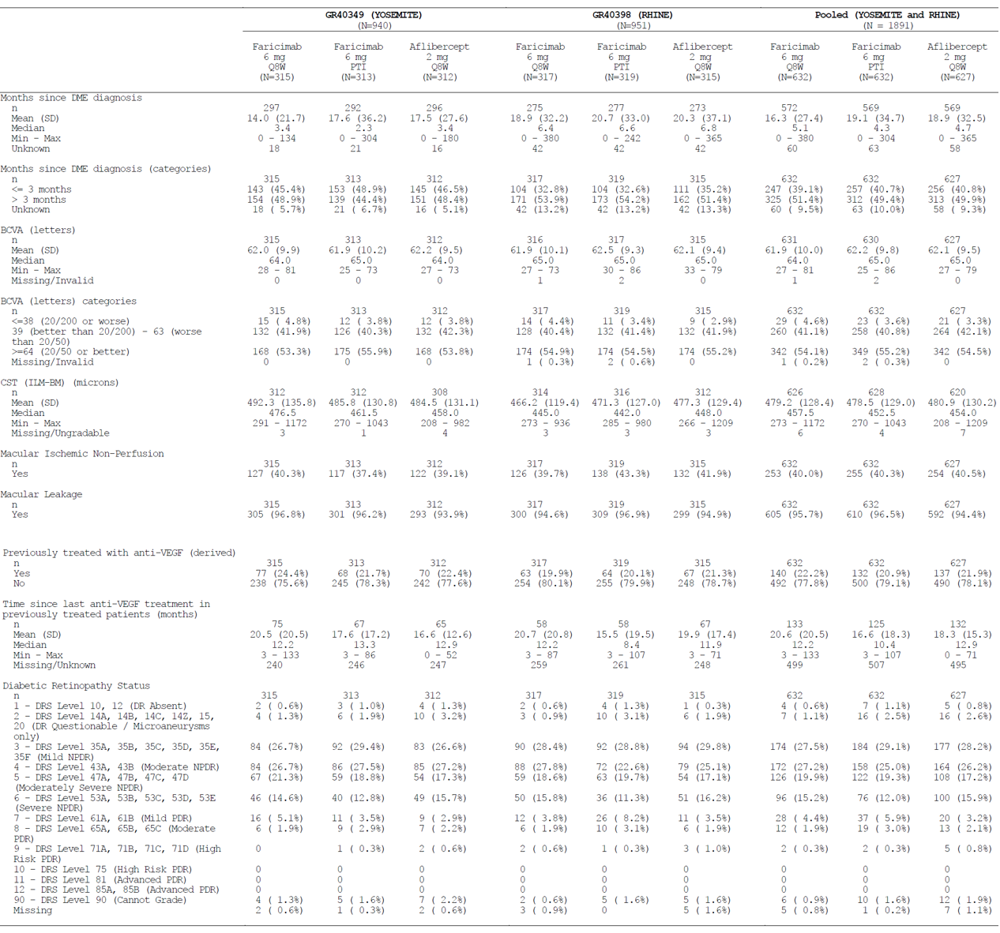 GR40349 (YOSEMITE) GR40398 (RHINE) Pooled (YOSEMITE and RHINE)
(N=940) (N=951) (N = 1891)
Faricimab Faricimab Aflibercept Faricimab Faricimab Aflibercept Faricimab Faricimab Aflibercept
6 mg 6 mg 2 mg 6 mg 6 mg 2 mg 6 mg 6 mg 2 mg
Q8W PTI Q8W Q8W PTI Q8W Q8W PTI Q8W
(N=315) (N=313) (N=312) (N=317) (N=319) (N=315) (N=632) (N=632) (N=627)
Months since DME diagnosis
n 297 292 296 275 277 273 572 569 569
Mean (SD) 14.0 (21.7) 17.6 (36.2) 17.5 (27.6) 18.9 (32.2) 20.7 (33.0) 20.3 (37.1) 16.3 (27.4) 19.1 (34.7) 18.9 (32.5)
Median 3.4 2.3 3.4 6.4 6.6 6.8 5.1 4.3 4.7
Min - Max 0 - 134 0 - 304 0 - 180 0 - 380 0 - 242 0 - 365 0 - 380 0 - 304 0 - 365
Unknown 18 21 16 42 42 42 60 63 58
Months since DME diagnosis (categories)
n 315 313 312 317 319 315 632 632 627
<= 3 months 143 (45.4%) 153 (48.9%) 145 (46.5%) 104 (32.8%) 104 (32.6%) 111 (35.2%) 247 (39.1%) 257 (40.7%) 256 (40.8%)
> 3 months 154 (48.9%) 139 (44.4%) 151 (48.4%) 171 (53.9%) 173 (54.2%) 162 (51.4%) 325 (51.4%) 312 (49.4%) 313 (49.9%)
Unknown 18 ( 5.7%) 21 ( 6.7%) 16 ( 5.1%) 42 (13.2%) 42 (13.2%) 42 (13.3%) 60 ( 9.5%) 63 (10.0%) 58 ( 9.3%)
BCVA (letters)
n 315 313 312 316 317 315 631 630 627
Mean (SD) 62.0 (9.9) 61.9 (10.2) 62.2 (9.5) 61.9 (10.1) 62.5 (9.3) 62.1 (9.4) 61.9 (10.0) 62.2 (9.8) 62.1 (9.5)
Median 64.0 65.0 64.0 65.0 65.0 65.0 64.0 65.0 65.0
Min - Max 28 - 81 25 - 73 27 - 73 27 - 73 30 - 86 33 - 79 27 - 81 25 - 86 27 - 79
Missing/Invalid 0 0 0 1 2 0 1 2 0
BCVA (letters) categories
n 315 313 312 317 319 315 632 632 627
<=38 (20/200 or worse) 15 ( 4.8%) 12 ( 3.8%) 12 ( 3.8%) 14 ( 4.4%) 11 ( 3.4%) 9 ( 2.9%) 29 ( 4.6%) 23 ( 3.6%) 21 ( 3.3%)
39 (better than 20/200) - 63 (worse 132 (41.9%) 126 (40.3%) 132 (42.3%) 128 (40.4%) 132 (41.4%) 132 (41.9%) 260 (41.1%) 258 (40.8%) 264 (42.1%)
than 20/50)
>=64 (20/50 or better) 168 (53.3%) 175 (55.9%) 168 (53.8%) 174 (54.9%) 174 (54.5%) 174 (55.2%) 342 (54.1%) 349 (55.2%) 342 (54.5%)
Missing/Invalid 0 0 0 1 ( 0.3%) 2 ( 0.6%) 0 1 ( 0.2%) 2 ( 0.3%) 0
CST (ILM-BM) (microns)
n 312 312 308 314 316 312 626 628 620
Mean (SD) 492.3 (135.8) 485.8 (130.8) 484.5 (131.1) 466.2 (119.4) 471.3 (127.0) 477.3 (129.4) 479.2 (128.4) 478.5 (129.0) 480.9 (130.2)
Median 476.5 461.5 458.0 445.0 442.0 448.0 457.5 452.5 454.0
Min - Max 291 - 1172 270 - 1043 208 - 982 273 - 936 285 - 980 266 - 1209 273 - 1172 270 - 1043 208 - 1209
Missing/Ungradable 3 1 4 3 3 3 6 4 7
Macular Ischemic Non-Perfusion
n 315 313 312 317 319 315 632 632 627
Yes 127 (40.3%) 117 (37.4%) 122 (39.1%) 126 (39.7%) 138 (43.3%) 132 (41.9%) 253 (40.0%) 255 (40.3%) 254 (40.5%)
Macular Leakage
n 315 313 312 317 319 315 632 632 627
Yes 305 (96.8%) 301 (96.2%) 293 (93.9%) 300 (94.6%) 309 (96.9%) 299 (94.9%) 605 (95.7%) 610 (96.5%) 592 (94.4%)
Previously treated with anti-VEGF (derived)
n 315 313 312 317 319 315 632 632 627
Yes 77 (24.4%) 68 (21.7%) 70 (22.4%) 63 (19.9%) 64 (20.1%) 67 (21.3%) 140 (22.2%) 132 (20.9%) 137 (21.9%)
No 238 (75.6%) 245 (78.3%) 242 (77.6%) 254 (80.1%) 255 (79.9%) 248 (78.7%) 492 (77.8%) 500 (79.1%) 490 (78.1%)
Time since last anti-VEGF treatment in
previously treated patients (months)
n 75 67 65 58 58 67 133 125 132
Mean (SD) 20.5 (20.5) 17.6 (17.2) 16.6 (12.6) 20.7 (20.8) 15.5 (19.5) 19.9 (17.4) 20.6 (20.5) 16.6 (18.3) 18.3 (15.3)
Median 12.2 13.3 12.9 12.2 8.4 11.9 12.2 10.4 12.9
Min - Max 3 - 133 3 - 86 0 - 52 3 - 87 3 - 107 3 - 71 3 - 133 3 - 107 0 - 71
Missing/Unknown 240 246 247 259 261 248 499 507 495
Diabetic Retinopathy Status
n 315 313 312 317 319 315 632 632 627
1 - DRS Level 10, 12 (DR Absent) 2 ( 0.6%) 3 ( 1.0%) 4 ( 1.3%) 2 ( 0.6%) 4 ( 1.3%) 1 ( 0.3%) 4 ( 0.6%) 7 ( 1.1%) 5 ( 0.8%)
2 - DRS Level 14A, 14B, 14C, 14Z, 15, 4 ( 1.3%) 6 ( 1.9%) 10 ( 3.2%) 3 ( 0.9%) 10 ( 3.1%) 6 ( 1.9%) 7 ( 1.1%) 16 ( 2.5%) 16 ( 2.6%)
20 (DR Questionable / Microaneurysms
only)
3 - DRS Level 35A, 35B, 35C, 35D, 35E, 84 (26.7%) 92 (29.4%) 83 (26.6%) 90 (28.4%) 92 (28.8%) 94 (29.8%) 174 (27.5%) 184 (29.1%) 177 (28.2%)
35F (Mild NPDR)
4 - DRS Level 43A, 43B (Moderate NPDR) 84 (26.7%) 86 (27.5%) 85 (27.2%) 88 (27.8%) 72 (22.6%) 79 (25.1%) 172 (27.2%) 158 (25.0%) 164 (26.2%)
5 - DRS Level 47A, 47B, 47C, 47D 67 (21.3%) 59 (18.8%) 54 (17.3%) 59 (18.6%) 63 (19.7%) 54 (17.1%) 126 (19.9%) 122 (19.3%) 108 (17.2%)
(Moderately Severe NPDR)
6 - DRS Level 53A, 53B, 53C, 53D, 53E 46 (14.6%) 40 (12.8%) 49 (15.7%) 50 (15.8%) 36 (11.3%) 51 (16.2%) 96 (15.2%) 76 (12.0%) 100 (15.9%)
(Severe NPDR)
7 - DRS Level 61A, 61B (Mild PDR) 16 ( 5.1%) 11 ( 3.5%) 9 ( 2.9%) 12 ( 3.8%) 26 ( 8.2%) 11 ( 3.5%) 28 ( 4.4%) 37 ( 5.9%) 20 ( 3.2%)
8 - DRS Level 65A, 65B, 65C (Moderate 6 ( 1.9%) 9 ( 2.9%) 7 ( 2.2%) 6 ( 1.9%) 10 ( 3.1%) 6 ( 1.9%) 12 ( 1.9%) 19 ( 3.0%) 13 ( 2.1%)
PDR)
9 - DRS Level 71A, 71B, 71C, 71D (High 0 1 ( 0.3%) 2 ( 0.6%) 2 ( 0.6%) 1 ( 0.3%) 3 ( 1.0%) 2 ( 0.3%) 2 ( 0.3%) 5 ( 0.8%)
Risk PDR)
10 - DRS Level 75 (High Risk PDR) 0 0 0 0 0 0 0 0 0
11 - DRS Level 81 (Advanced PDR) 0 0 0 0 0 0 0 0 0
12 - DRS Level 85A, 85B (Advanced PDR) 0 0 0 0 0 0 0 0 0
90 - DRS Level 90 (Cannot Grade) 4 ( 1.3%) 5 ( 1.6%) 7 ( 2.2%) 2 ( 0.6%) 5 ( 1.6%) 5 ( 1.6%) 6 ( 0.9%) 10 ( 1.6%) 12 ( 1.9%)
Missing 2 ( 0.6%) 1 ( 0.3%) 2 ( 0.6%) 3 ( 0.9%) 0 5 ( 1.6%) 5 ( 0.8%) 1 ( 0.2%) 7 ( 1.1%)